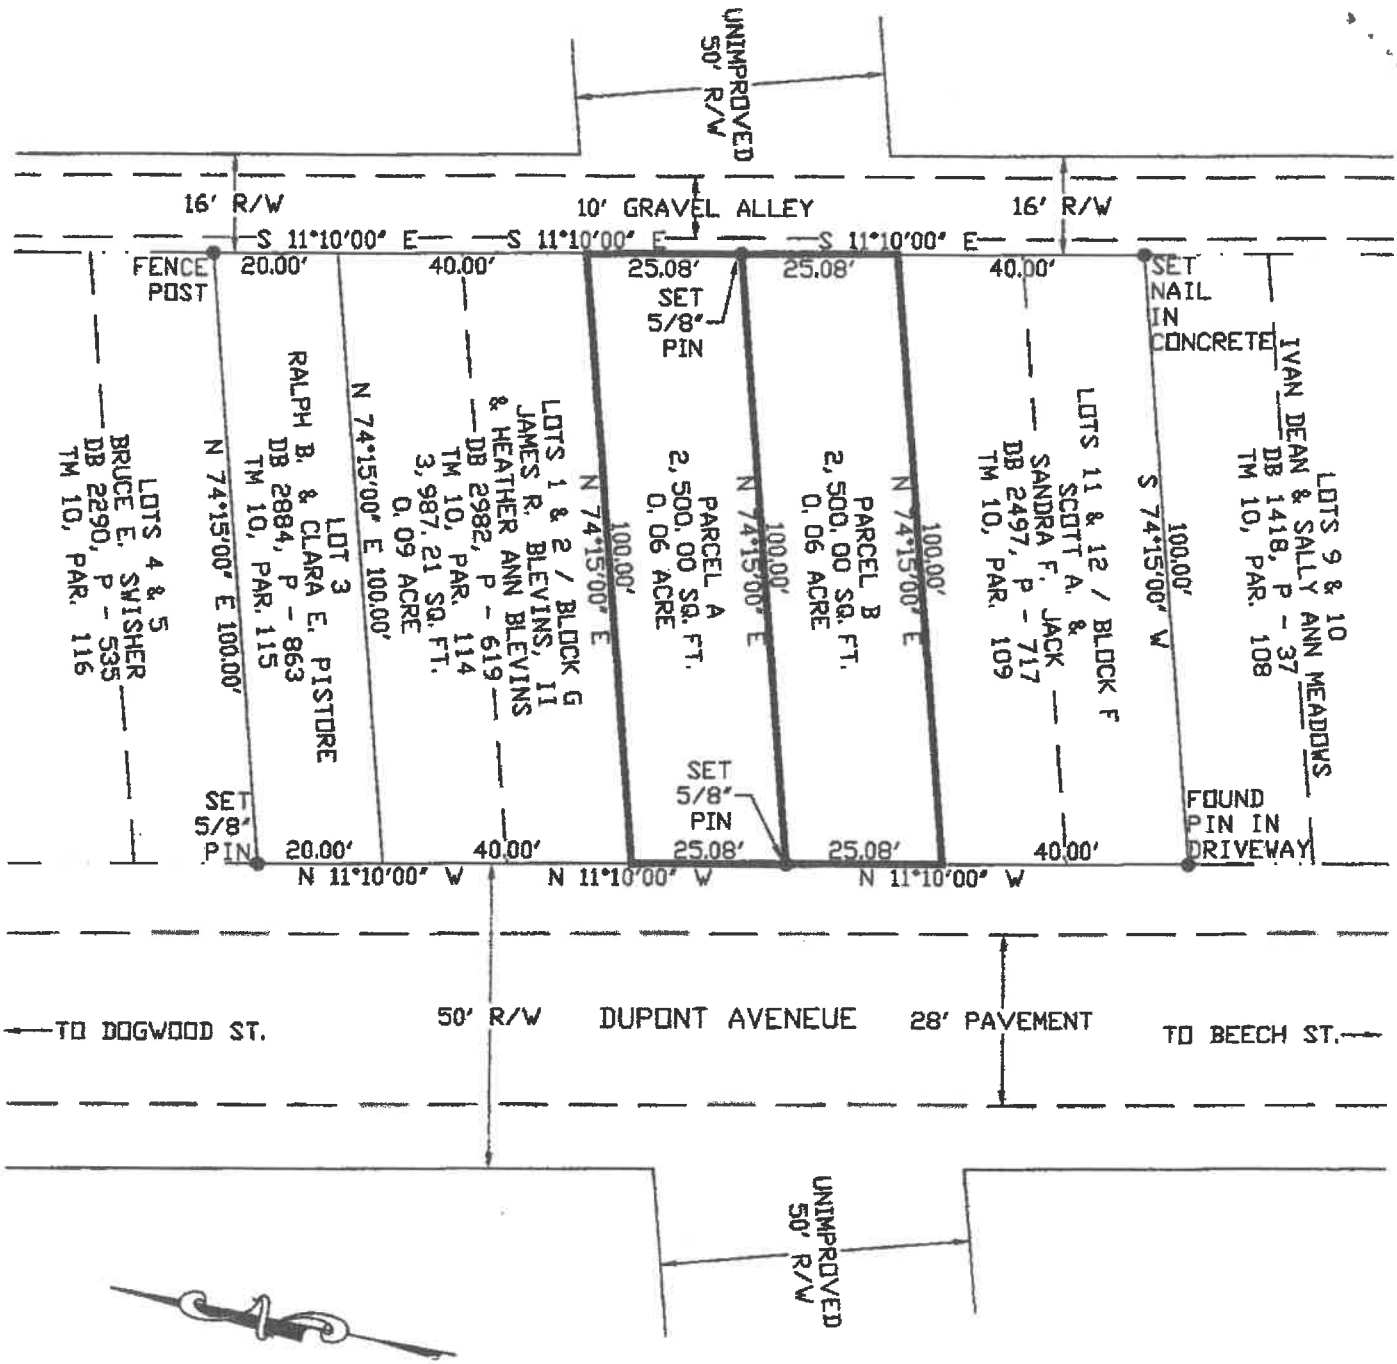 UNIMPROVED
50' R/W
16' R/W
10' GRAVEL ALLEY
16' R/W
S 11°10'00" E
S 11°10'00" E
S 11°10'00" E
FENCE
POST
20.00'
40.00'
25.08'
25.08'
40.00'
SET
5/8"
PIN
SET
NAIL
IN
CONCRETE
LOTS 4 & 5
BRUCE E. SWISHER
DB 2290, P - 535
TM 10, PAR. 116
N 74°15'00" E 100.00'
LOT 3
RALPH B. & CLARA E. PISTORE
DB 2884, P - 863
TM 10, PAR. 115
N 74°15'00" E 100.00'
LOTS 1 & 2 / BLOCK G
JAMES R. BLEVINS, II
& HEATHER ANN BLEVINS
DB 2982, P - 619
TM 10, PAR. 114
3,987.21 SQ. FT.
0.09 ACRE
100.00'
N 74°15'00" E
PARCEL A
2,500.00 SQ. FT.
0.06 ACRE
100.00'
N 74°15'00" E
PARCEL B
2,500.00 SQ. FT.
0.06 ACRE
100.00'
N 74°15'00" E
LOTS 11 & 12 / BLOCK F
SCOTT A. &
SANDRA F. JACK
DB 2497, P - 717
TM 10, PAR. 109
100.00'
S 74°15'00" W
LOTS 9 & 10
IVAN DEAN & SALLY ANN MEADOWS
DB 1418, P - 37
TM 10, PAR. 108
SET
5/8"
PIN
SET
5/8"
PIN
FOUND
PIN IN
DRIVEWAY
20.00'
40.00'
25.08'
25.08'
40.00'
N 11°10'00" W
N 11°10'00" W
N 11°10'00" W
50' R/W
DUPONT AVENEUE
28' PAVEMENT
TO DOGWOOD ST.
TO BEECH ST.
UNIMPROVED
50' R/W